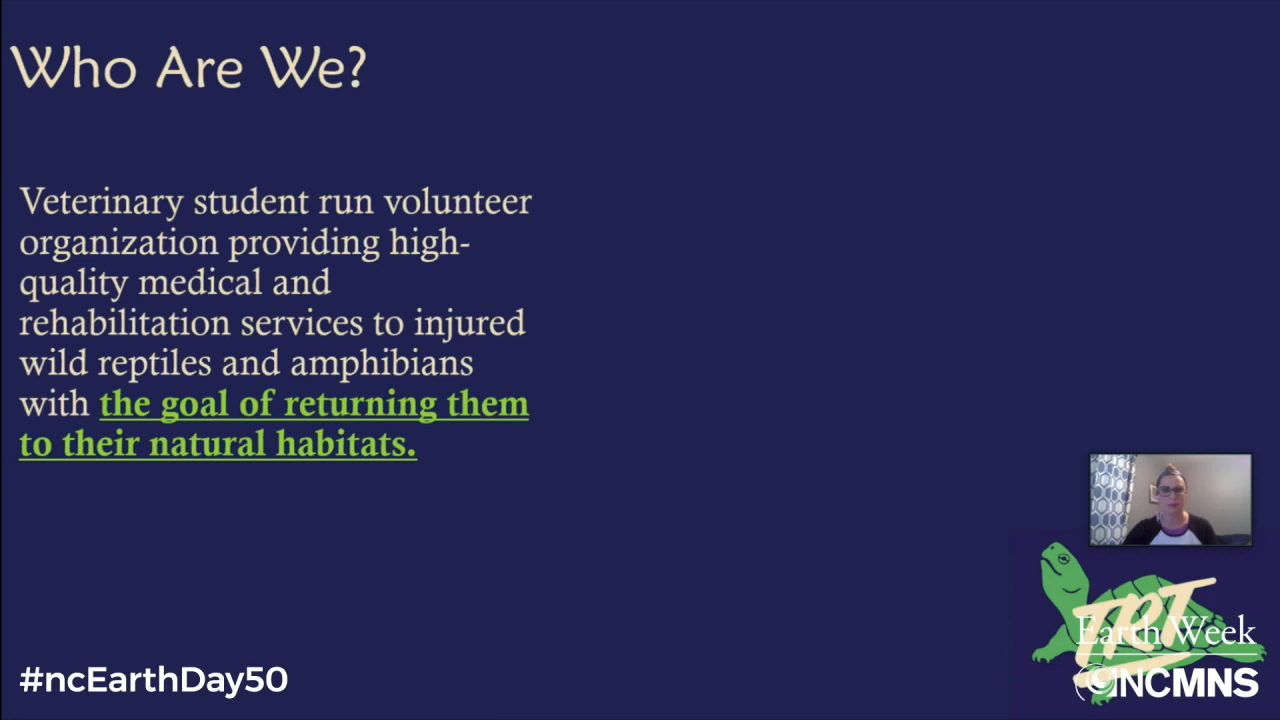 Who Are We?
Veterinary student run volunteer
organization providing high-
quality medical and
rehabilitation services to injured
wild reptiles and amphibians
with the goal of returning them
to their natural habitats.
TRT
Earth Week
NCMNS
#ncEarthDay50